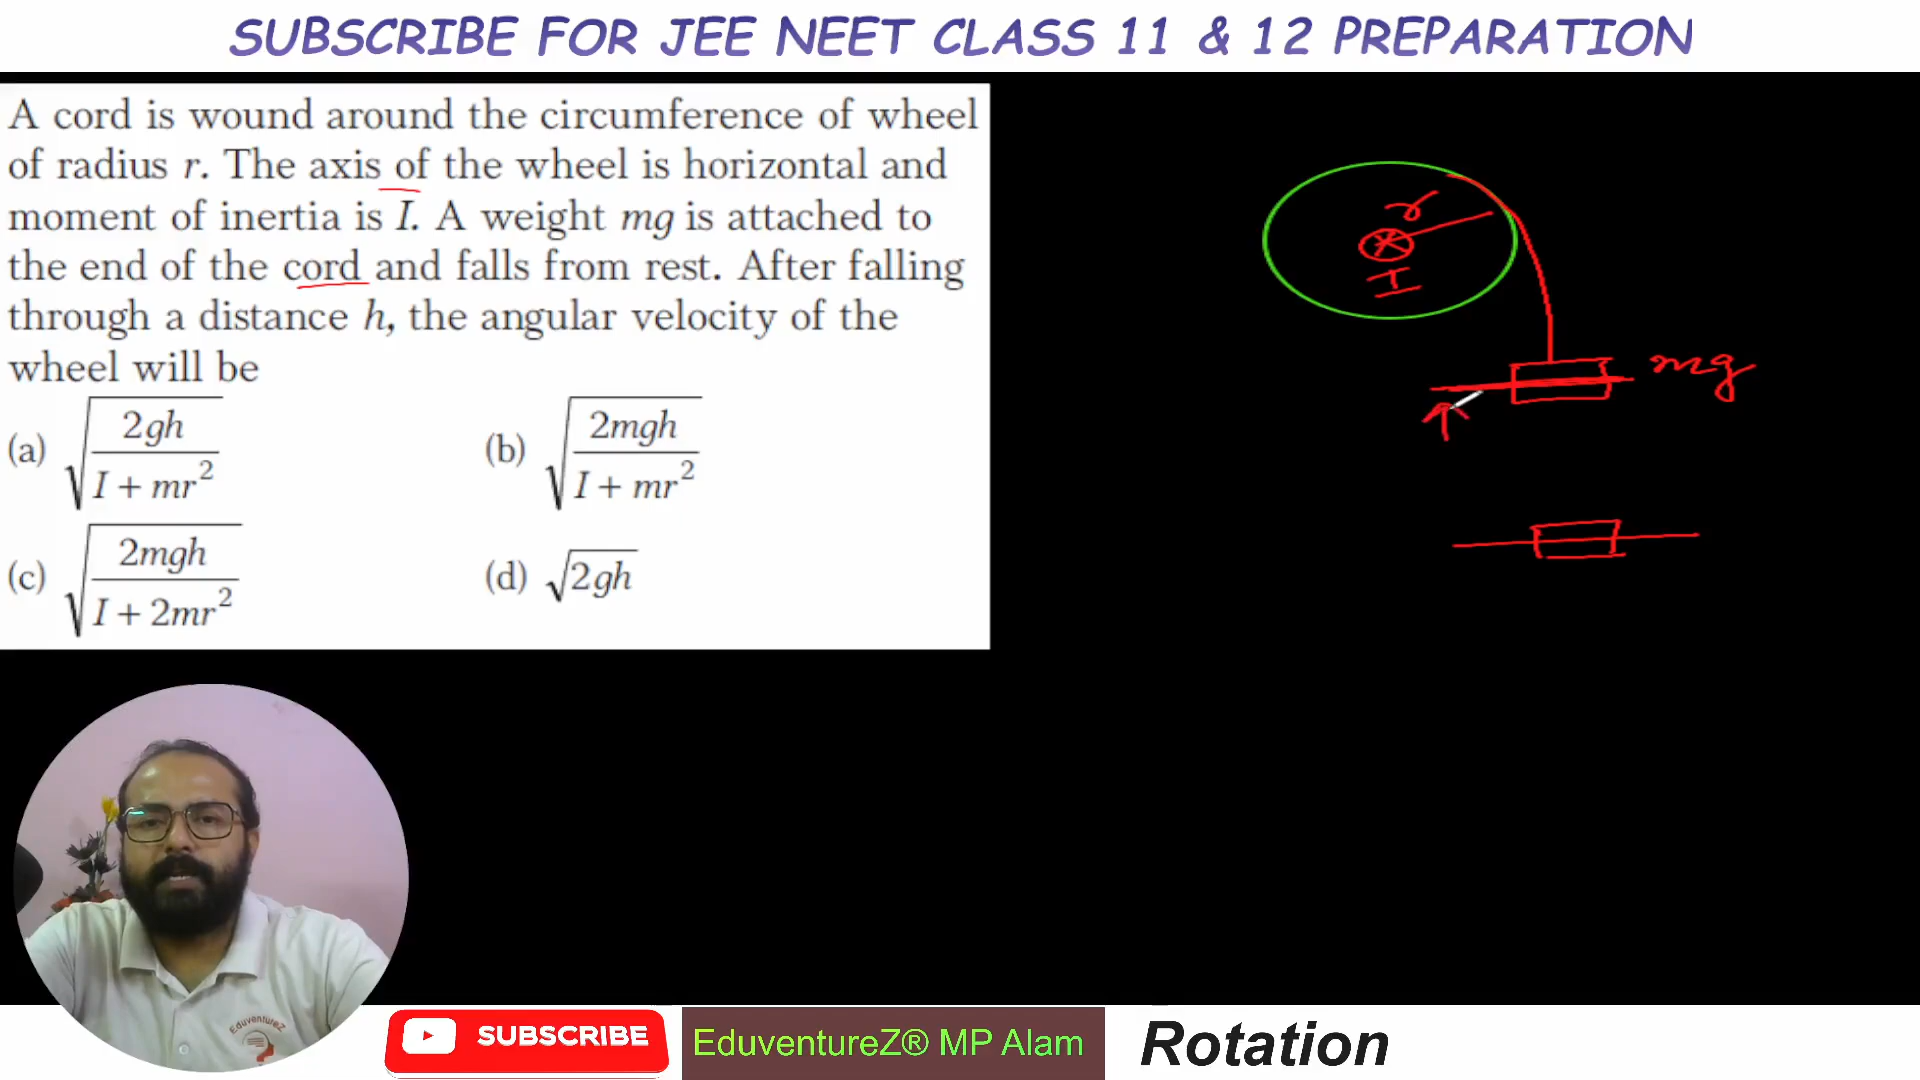 SUBSCRIBE FOR JEE NEET CLASS 11 & 12 PREPARATION
A cord is wound around the circumference of wheel
of radius r. The axis of the wheel is horizontal and
moment of inertia is I. A weight mg is attached to
the end of the cord and falls from rest. After falling
through a distance h, the angular velocity of the
wheel will be
(a) √(2gh / (I + mr²))
(b) √(2mgh / (I + mr²))
(c) √(2mgh / (I + 2mr²))
(d) √2gh
r
I
mg
EduventureZ
SUBSCRIBE
EduventureZ® MP Alam
Rotation